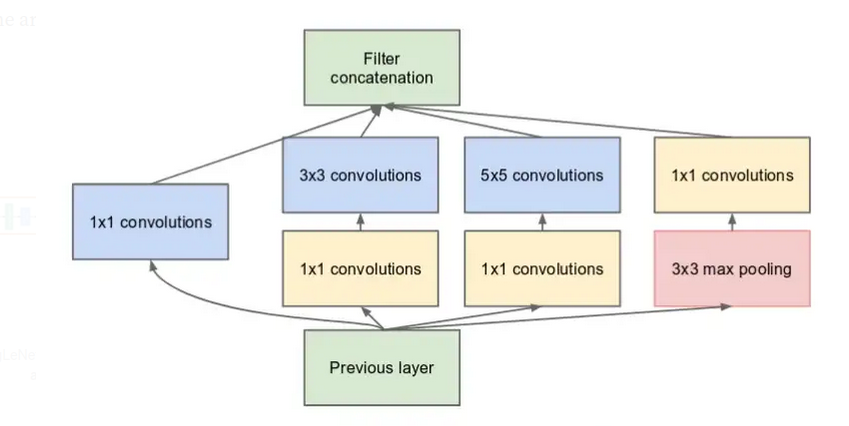 Filter
concatenation
3x3 convolutions
5x5 convolutions
1x1 convolutions
1x1 convolutions
1x1 convolutions
1x1 convolutions
3x3 max pooling
Previous layer